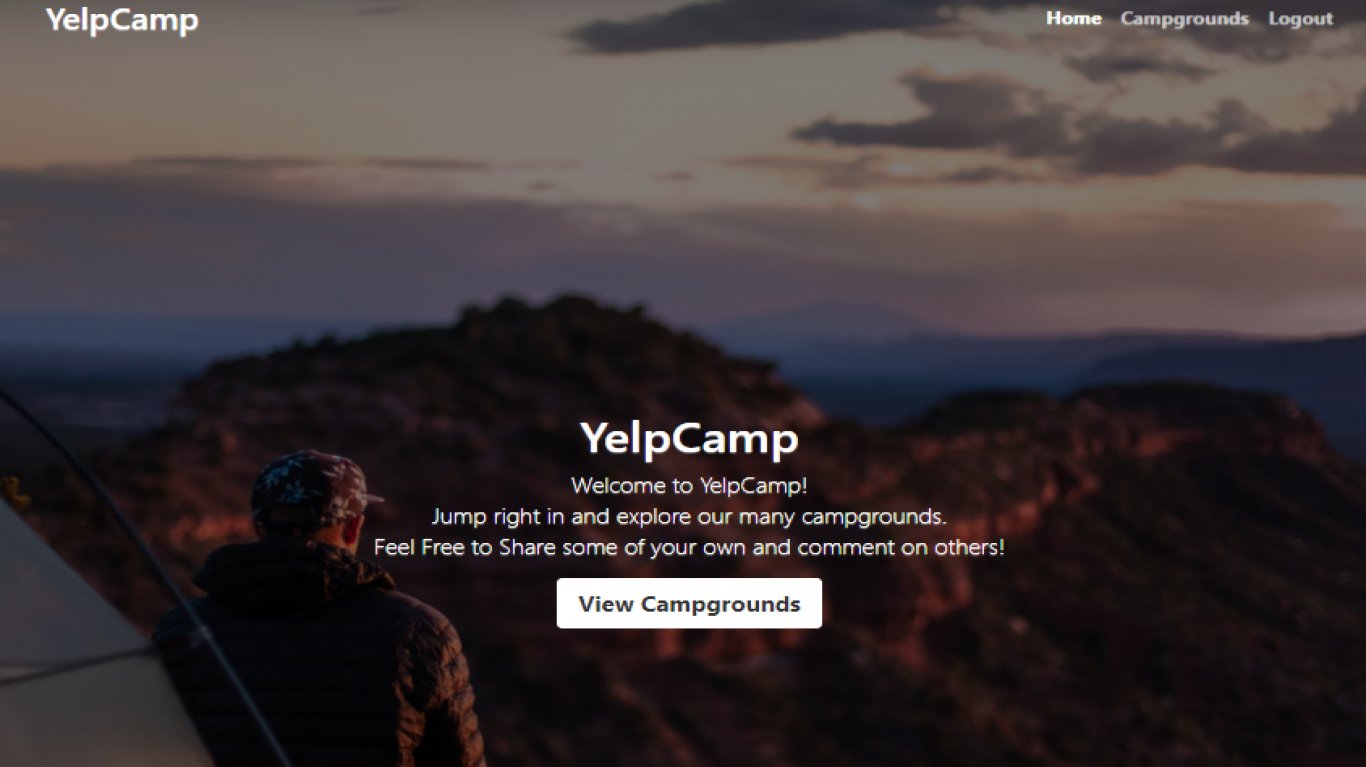 YelpCamp
Home Campgrounds Logout
YelpCamp
Welcome to YelpCamp!
Jump right in and explore our many campgrounds.
Feel Free to Share some of your own and comment on others!
View Campgrounds